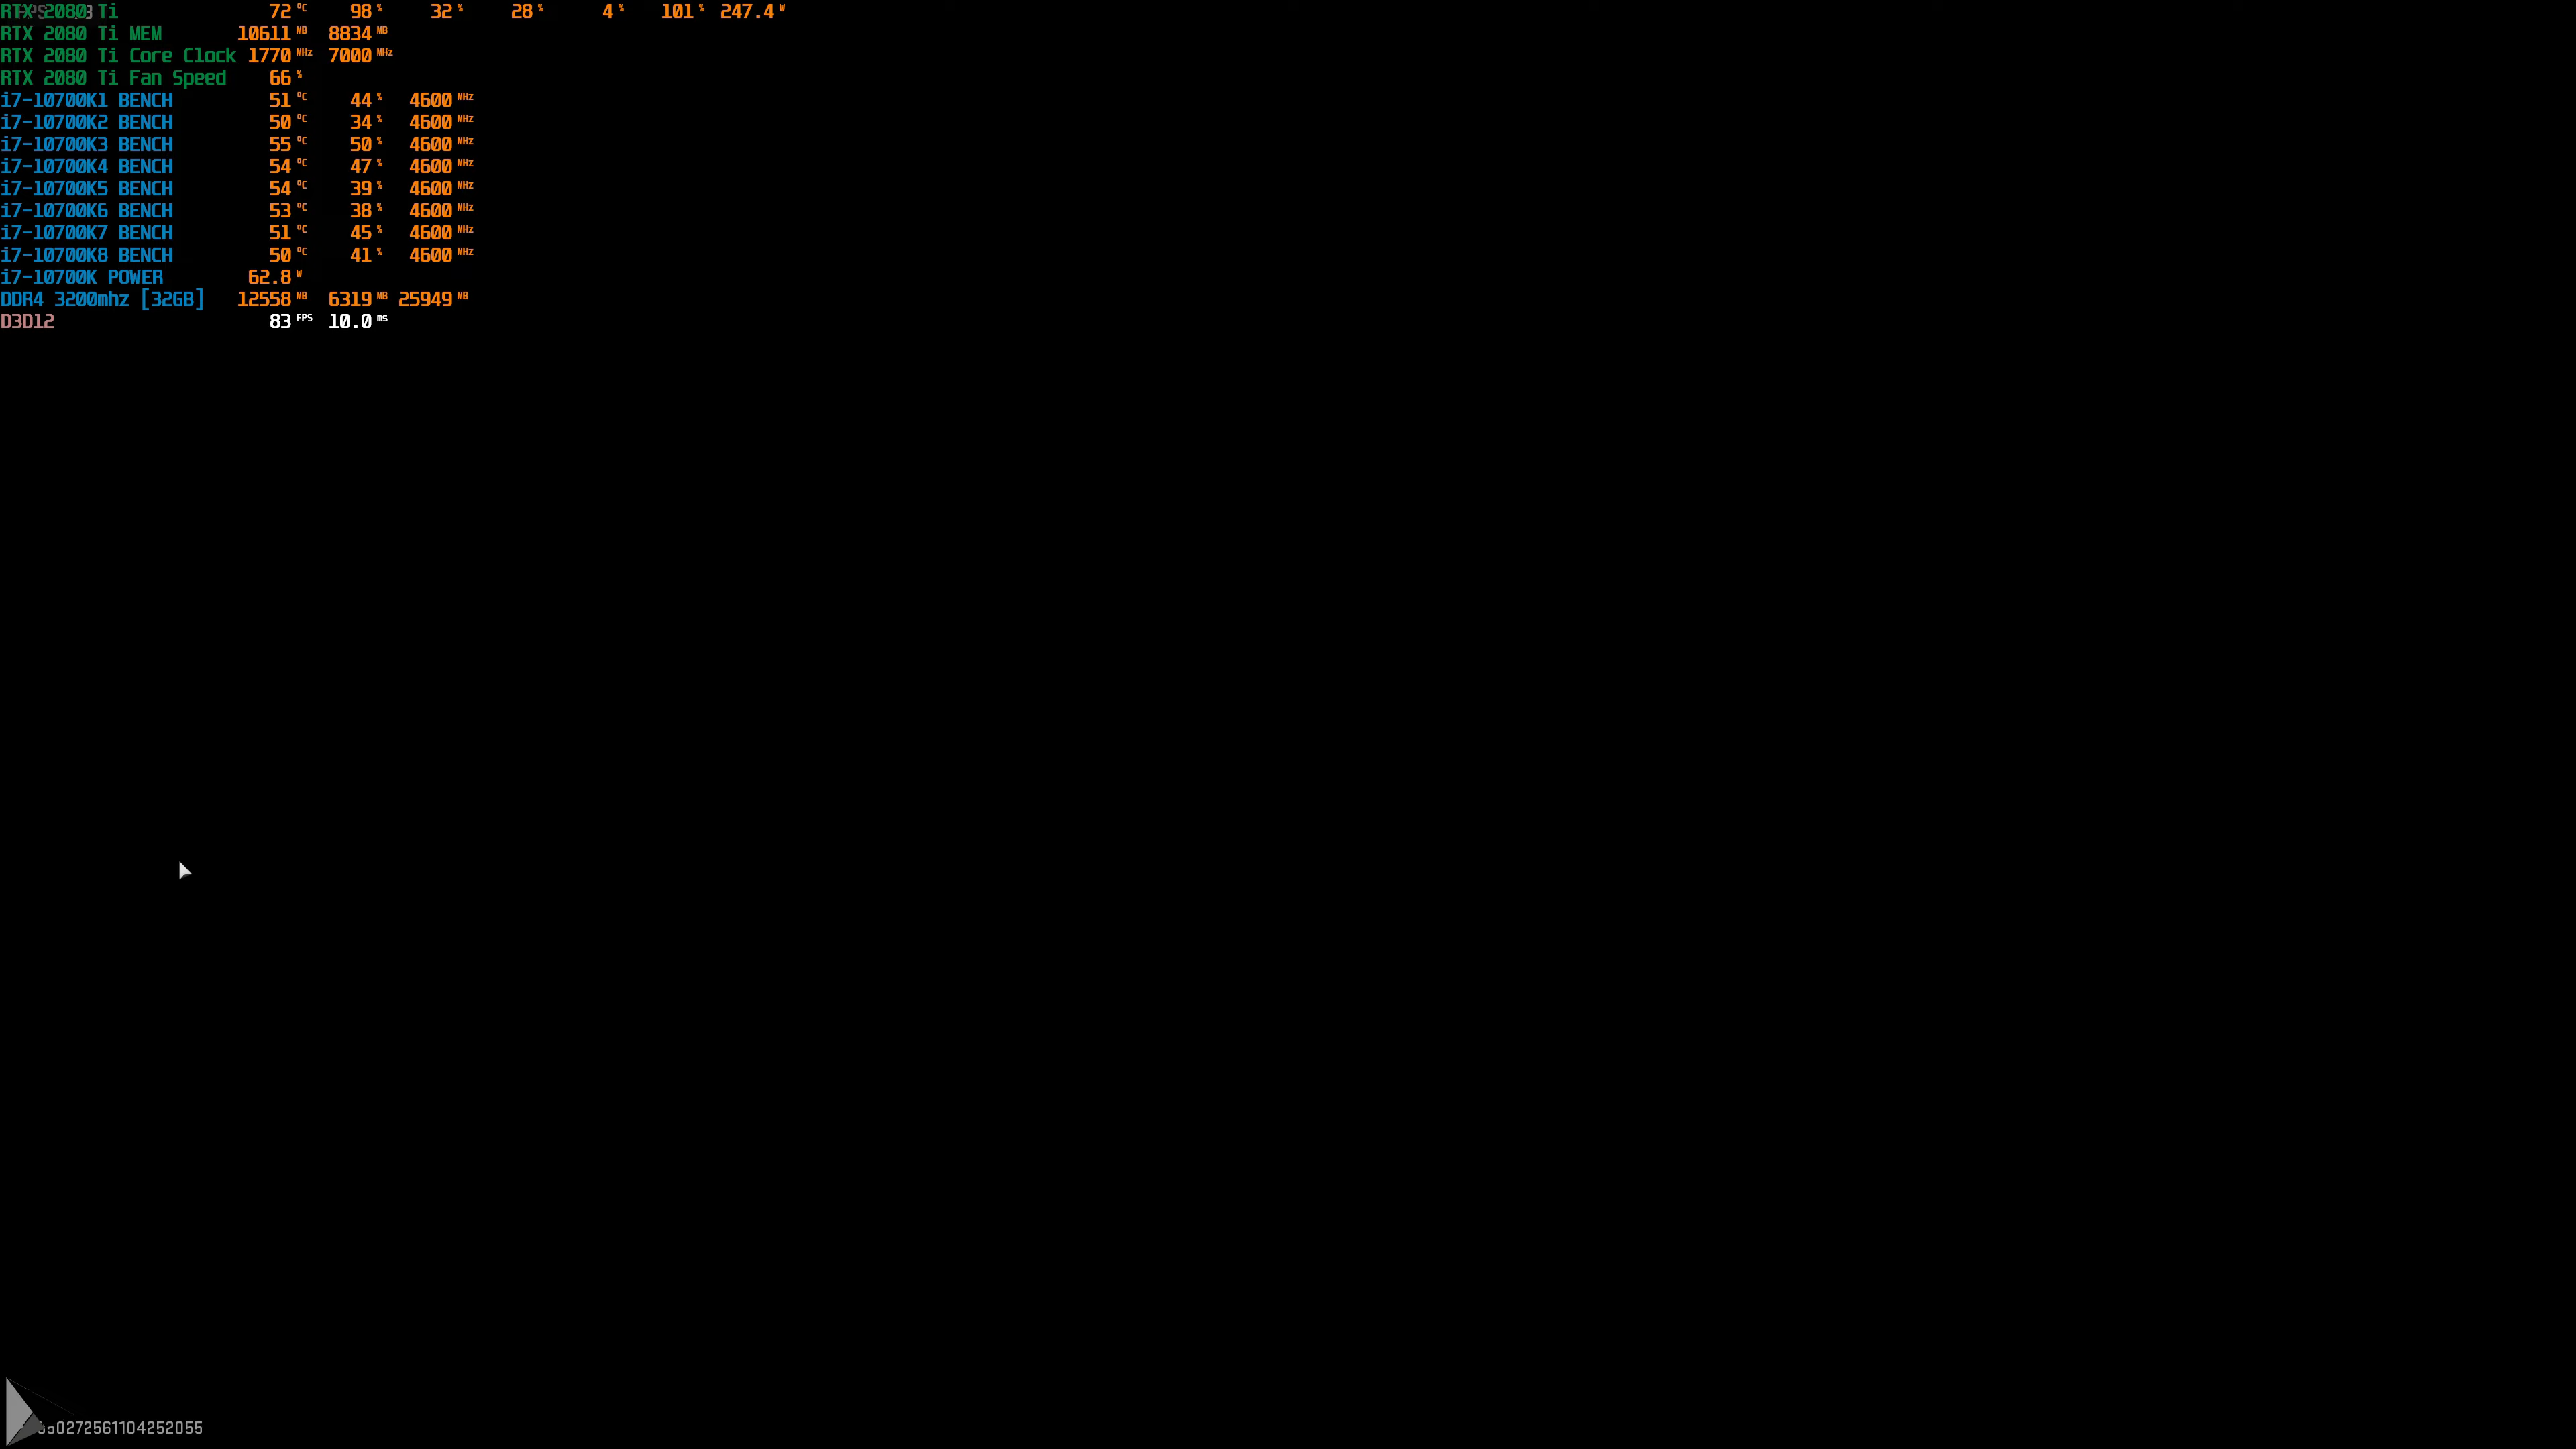 RTX 2080 Ti 72 °C 98 % 32 % 28 % 4 % 101 % 247.4 W
RTX 2080 Ti MEM 10611 MB 8834 MB
RTX 2080 Ti Core Clock 1770 MHz 7000 MHz
RTX 2080 Ti Fan Speed 66 %
i7-10700K1 BENCH 51 °C 44 % 4600 MHz
i7-10700K2 BENCH 50 °C 34 % 4600 MHz
i7-10700K3 BENCH 55 °C 50 % 4600 MHz
i7-10700K4 BENCH 54 °C 47 % 4600 MHz
i7-10700K5 BENCH 54 °C 39 % 4600 MHz
i7-10700K6 BENCH 53 °C 38 % 4600 MHz
i7-10700K7 BENCH 51 °C 45 % 4600 MHz
i7-10700K8 BENCH 50 °C 41 % 4600 MHz
i7-10700K POWER 62.8 W
DDR4 3200mhz [32GB] 12558 MB 6319 MB 25949 MB
D3D12 83 FPS 10.0 ms